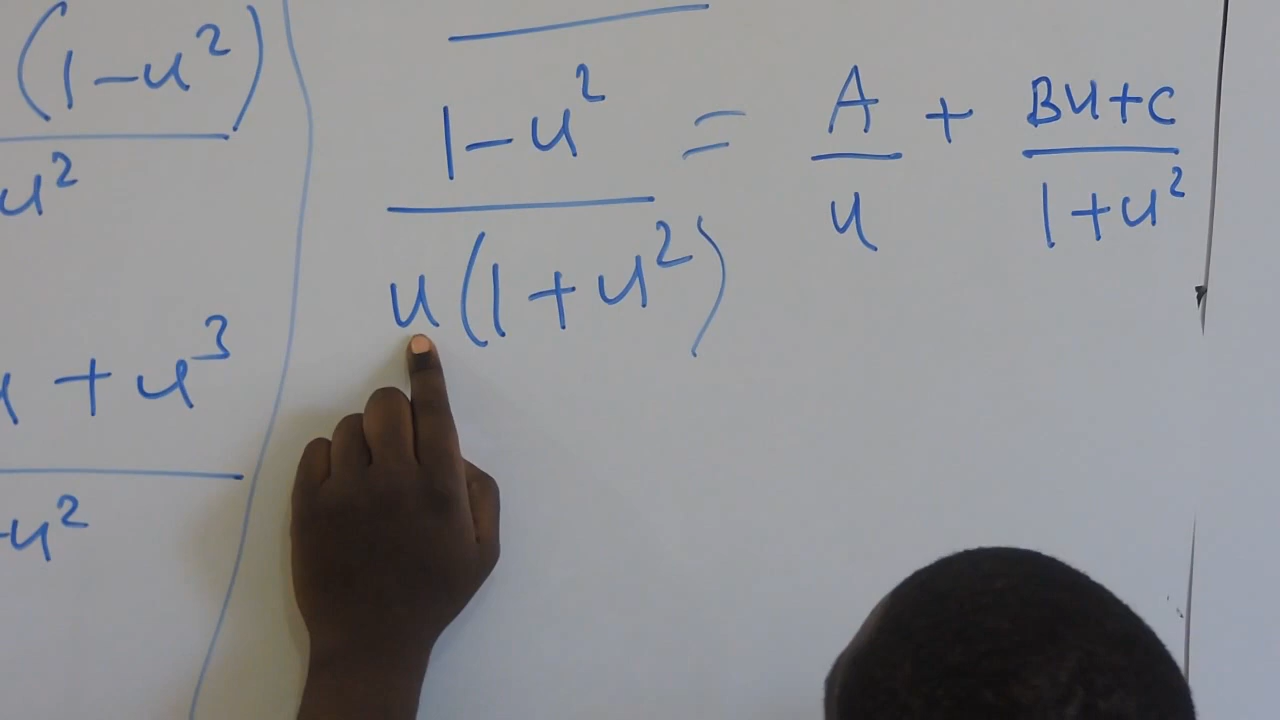 (1-u²)
u²
u + u³
-u²
1-u² = A + Bu+C
u(1+u²) u 1+u²